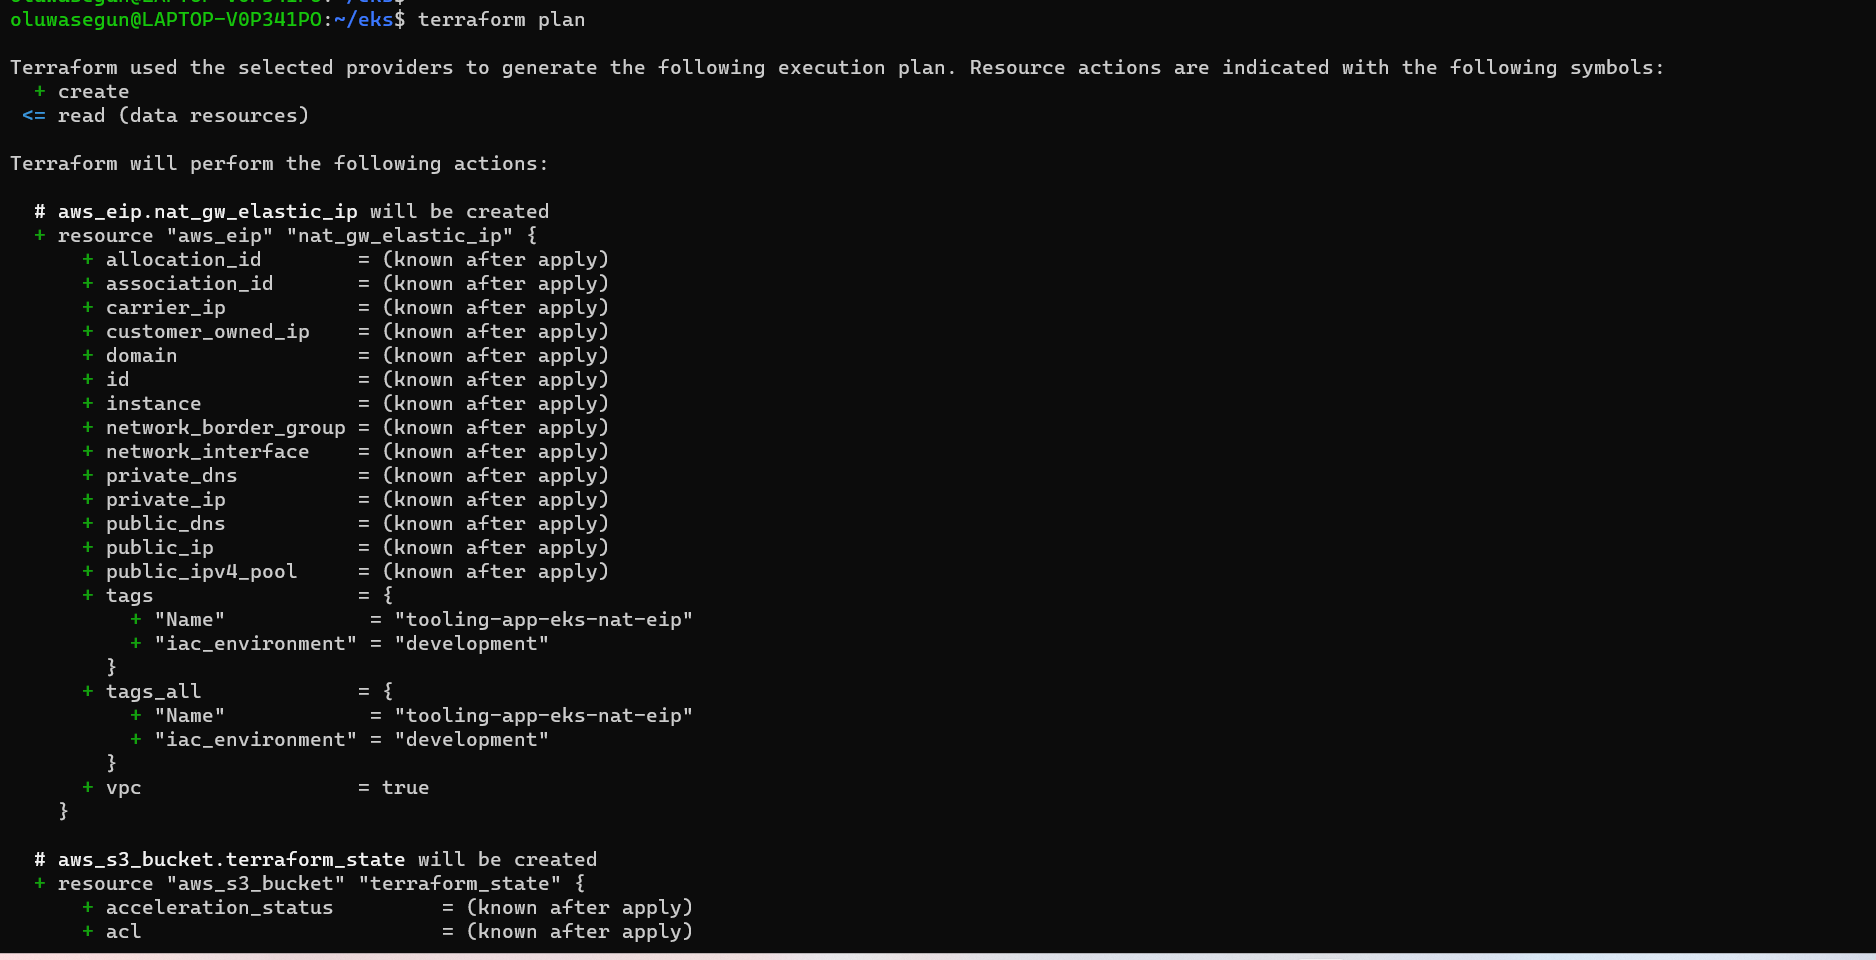 oluwasegun@LAPTOP-V0P341PO:~/eks$
oluwasegun@LAPTOP-V0P341PO:~/eks$ terraform plan

Terraform used the selected providers to generate the following execution plan. Resource actions are indicated with the following symbols:
  + create
 <= read (data resources)

Terraform will perform the following actions:

  # aws_eip.nat_gw_elastic_ip will be created
  + resource "aws_eip" "nat_gw_elastic_ip" {
      + allocation_id        = (known after apply)
      + association_id       = (known after apply)
      + carrier_ip           = (known after apply)
      + customer_owned_ip    = (known after apply)
      + domain               = (known after apply)
      + id                   = (known after apply)
      + instance             = (known after apply)
      + network_border_group = (known after apply)
      + network_interface    = (known after apply)
      + private_dns          = (known after apply)
      + private_ip           = (known after apply)
      + public_dns           = (known after apply)
      + public_ip            = (known after apply)
      + public_ipv4_pool     = (known after apply)
      + tags                 = {
          + "Name"            = "tooling-app-eks-nat-eip"
          + "iac_environment" = "development"
        }
      + tags_all             = {
          + "Name"            = "tooling-app-eks-nat-eip"
          + "iac_environment" = "development"
        }
      + vpc                  = true
    }

  # aws_s3_bucket.terraform_state will be created
  + resource "aws_s3_bucket" "terraform_state" {
      + acceleration_status         = (known after apply)
      + acl                         = (known after apply)